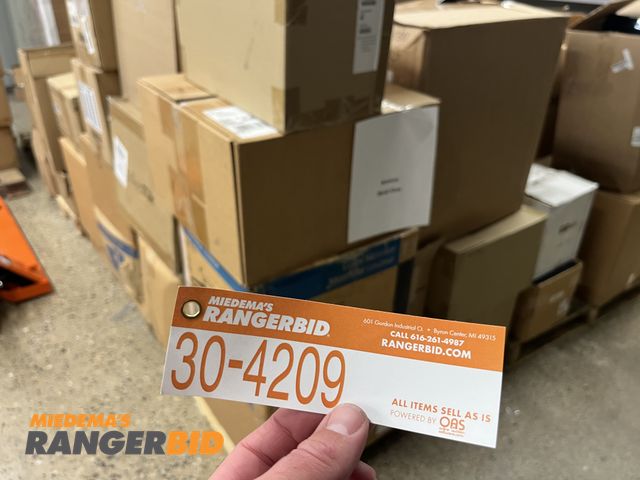 MIEDEMA'S
RANGERBID
601 Gordon Industrial Ct. • Byron Center, MI 49315
CALL 616-261-4987
RANGERBID.COM
30-4209
ALL ITEMS SELL AS IS
POWERED BY OAS
MIEDEMA'S
RANGERBID